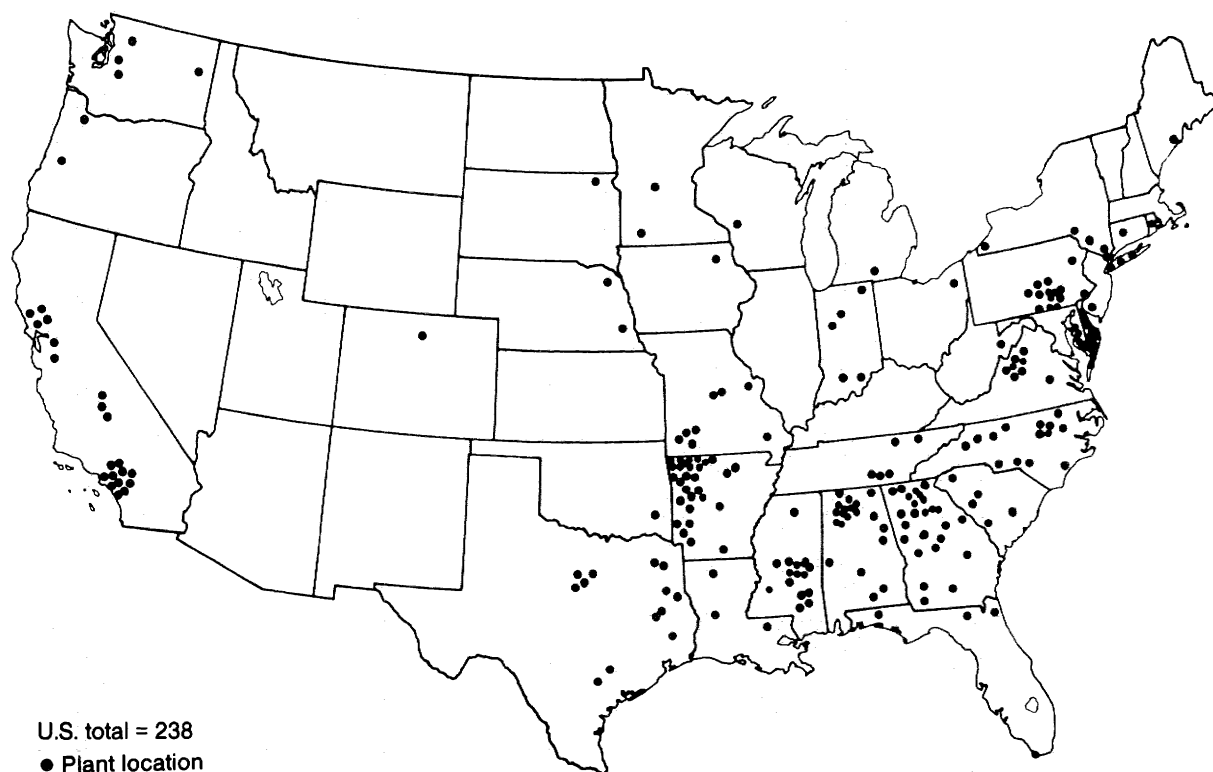 U.S. total = 238
● Plant location